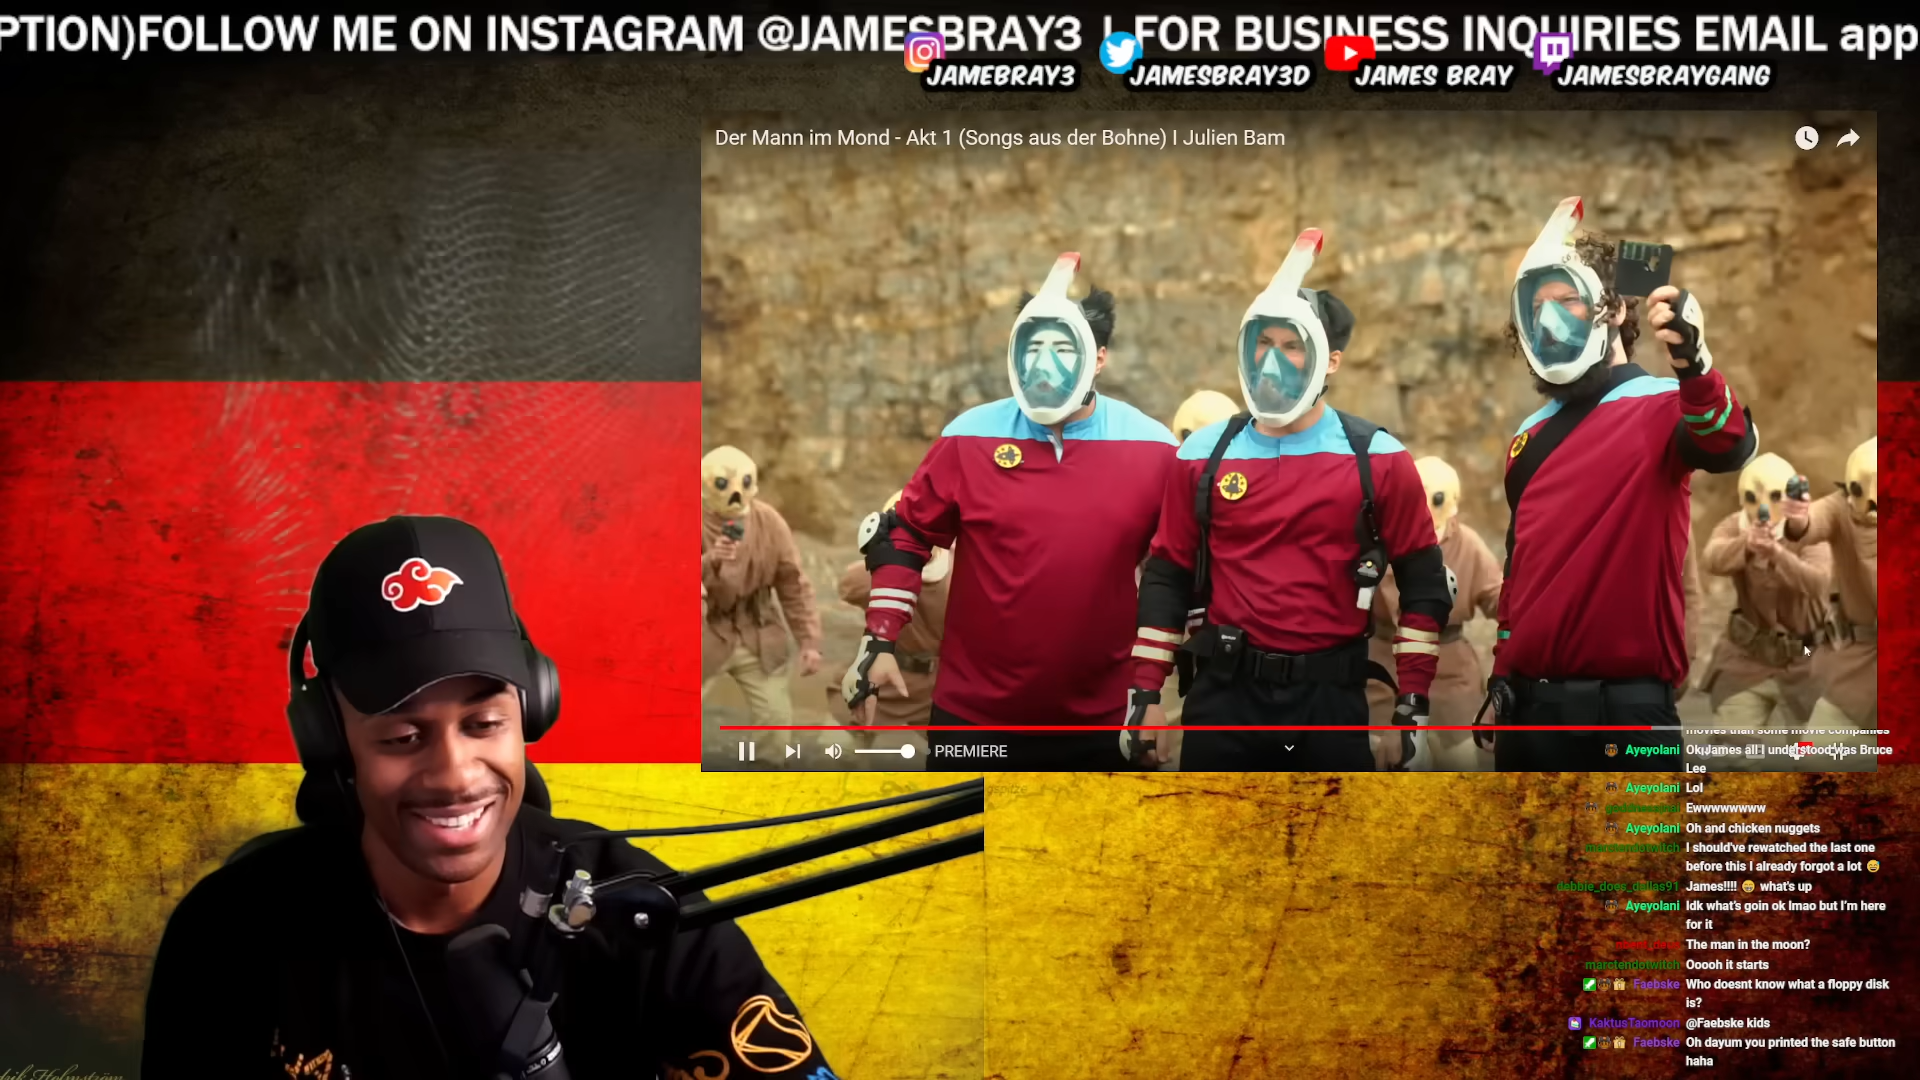 PTION)FOLLOW ME ON INSTAGRAM @JAMESBRAY3 | FOR BUSINESS INQUIRIES EMAIL app
JAMEBRAY3
JAMESBRAY3D
JAMES BRAY
JAMESBRAYGANG
Der Mann im Mond - Akt 1 (Songs aus der Bohne) I Julien Bam
PREMIERE
movies than some movie companies
Ayeyolani Ok James all I understood was Bruce
Lee
Ayeyolani Lol
Ewwwwwwww
Ayeyolani Oh and chicken nuggets
marctendotwitch I should've rewatched the last one
before this I already forgot a lot
debbie_does_dallas91 James!!!! what's up
Ayeyolani Idk what's goin ok lmao but I'm here
for it
The man in the moon?
marctendotwitch Ooooh it starts
Faebske Who doesnt know what a floppy disk
is?
KaktusTaomoon @Faebske kids
Faebske Oh dayum you printed the safe button
haha